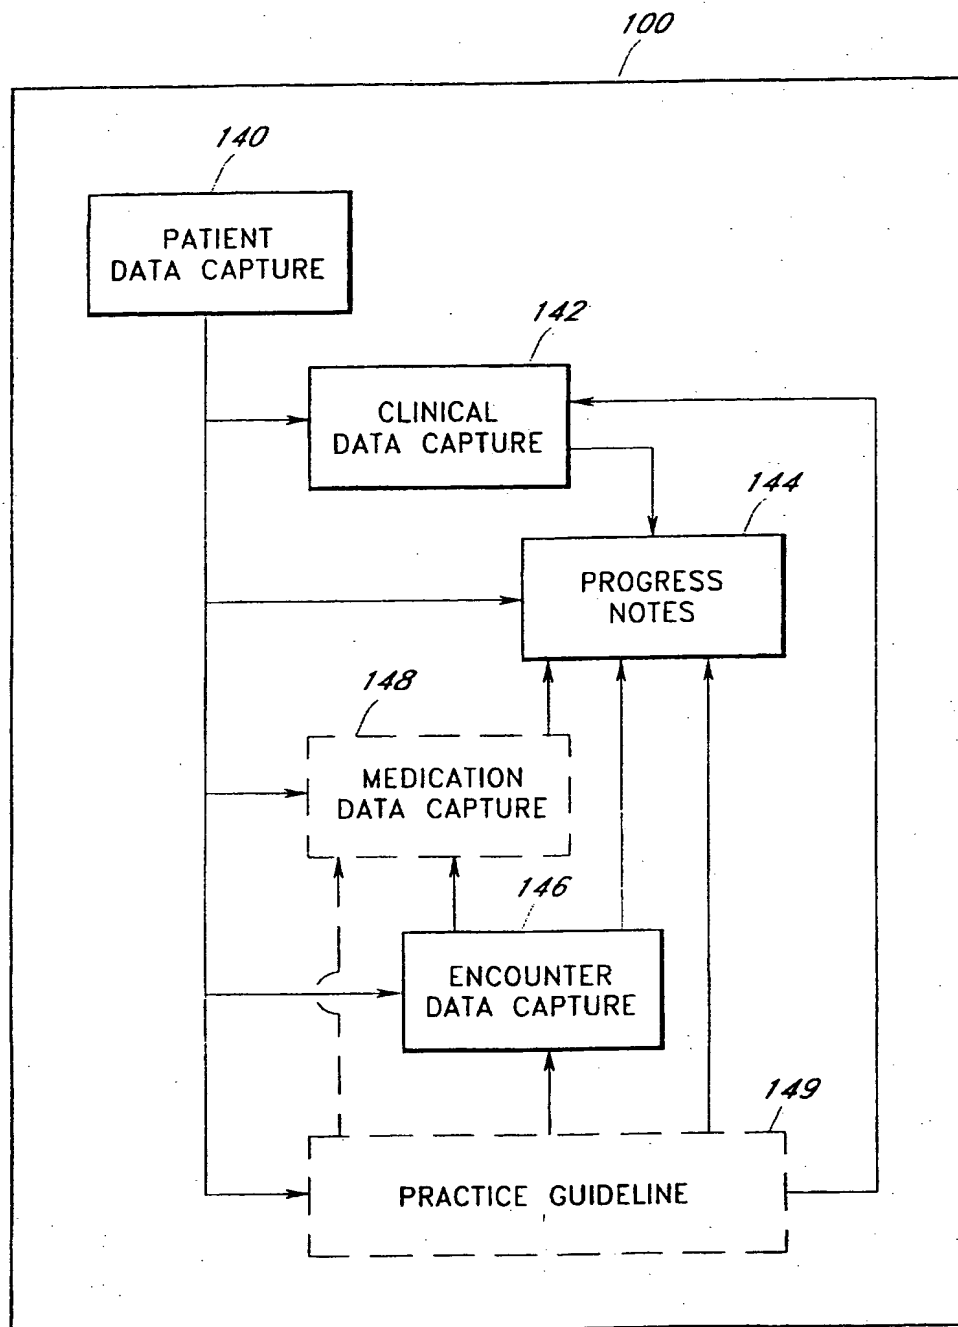 100
140
PATIENT
DATA CAPTURE
142
CLINICAL
DATA CAPTURE
144
PROGRESS
NOTES
148
MEDICATION
DATA CAPTURE
146
ENCOUNTER
DATA CAPTURE
149
PRACTICE GUIDELINE